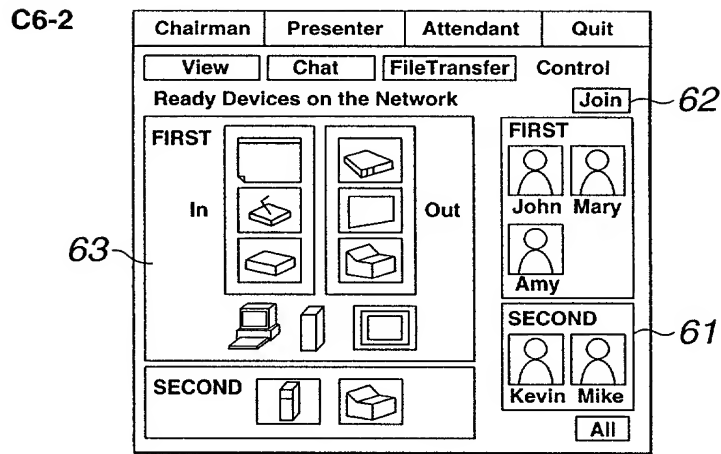 C6-2
Chairman Presenter Attendant Quit
View Chat FileTransfer Control
Ready Devices on the Network Join 62
FIRST
In
Out
63
FIRST
John Mary
Amy
SECOND
61
Kevin Mike
SECOND
All